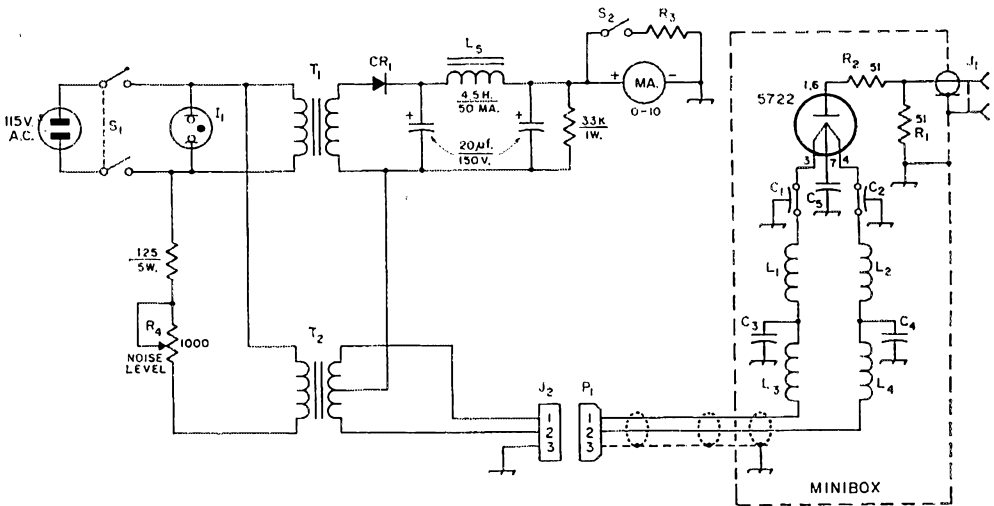 115V.
A.C.
S1
I1
T1
CR1
L5
4.5H.
50 MA.
+
20μf.
150V.
+
33K
1W.
S2
R3
+
MA.
-
0-10
125
5W.
R4
1000
NOISE
LEVEL
T2
J2
1
2
3
P1
1
2
3
5722
1,6
R2
51
J1
51
R1
3
7
4
C1
C5
C2
L1
L2
C3
C4
L3
L4
MINIBOX